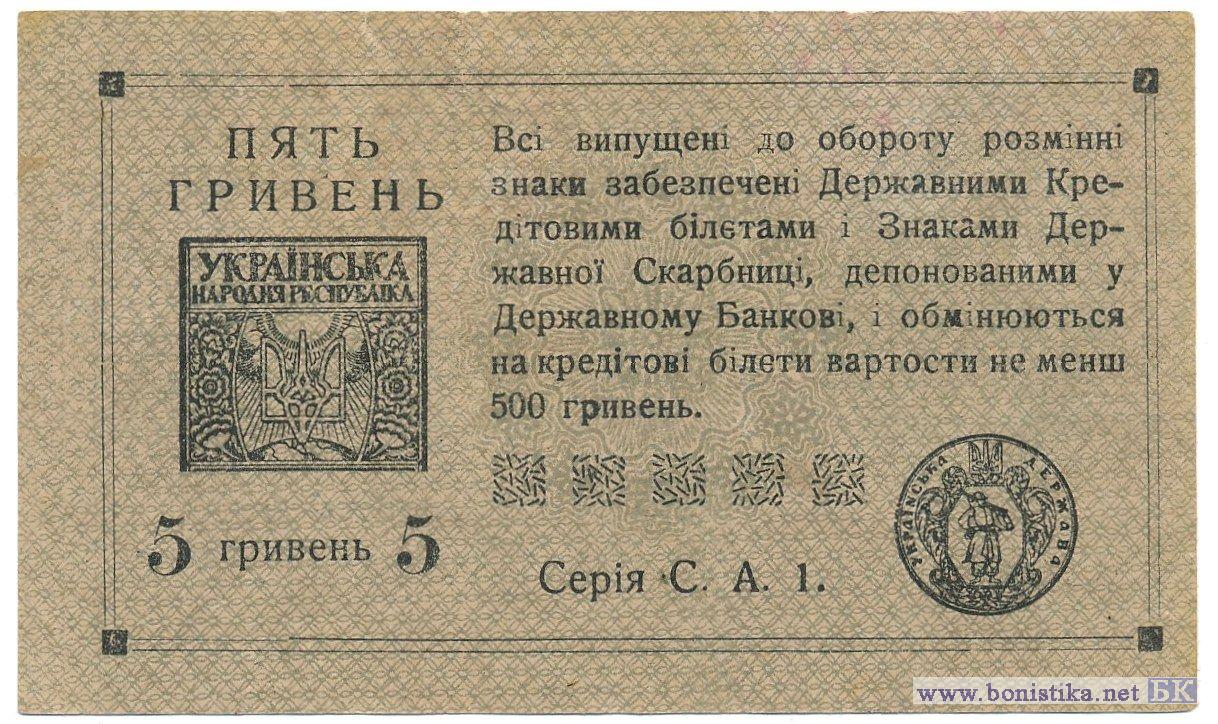 ПЯТЬ
ГРИВЕНЬ
УКРАЇНСЬКА
НАРОДНЯ РЕСПУБЛІКА
5 гривень 5
Всі випущені до обороту розмінні
знаки забезпечені Державними Кре-
дітовими білєтами і Знаками Дер-
жавної Скарбниці, депонованими у
Державному Банкові, і обмінюються
на кредітові білєти вартости не менш
500 гривень.
Серія С. А. 1.
УКРАЇНСЬКА ДЕРЖАВА
www.bonistika.net БК